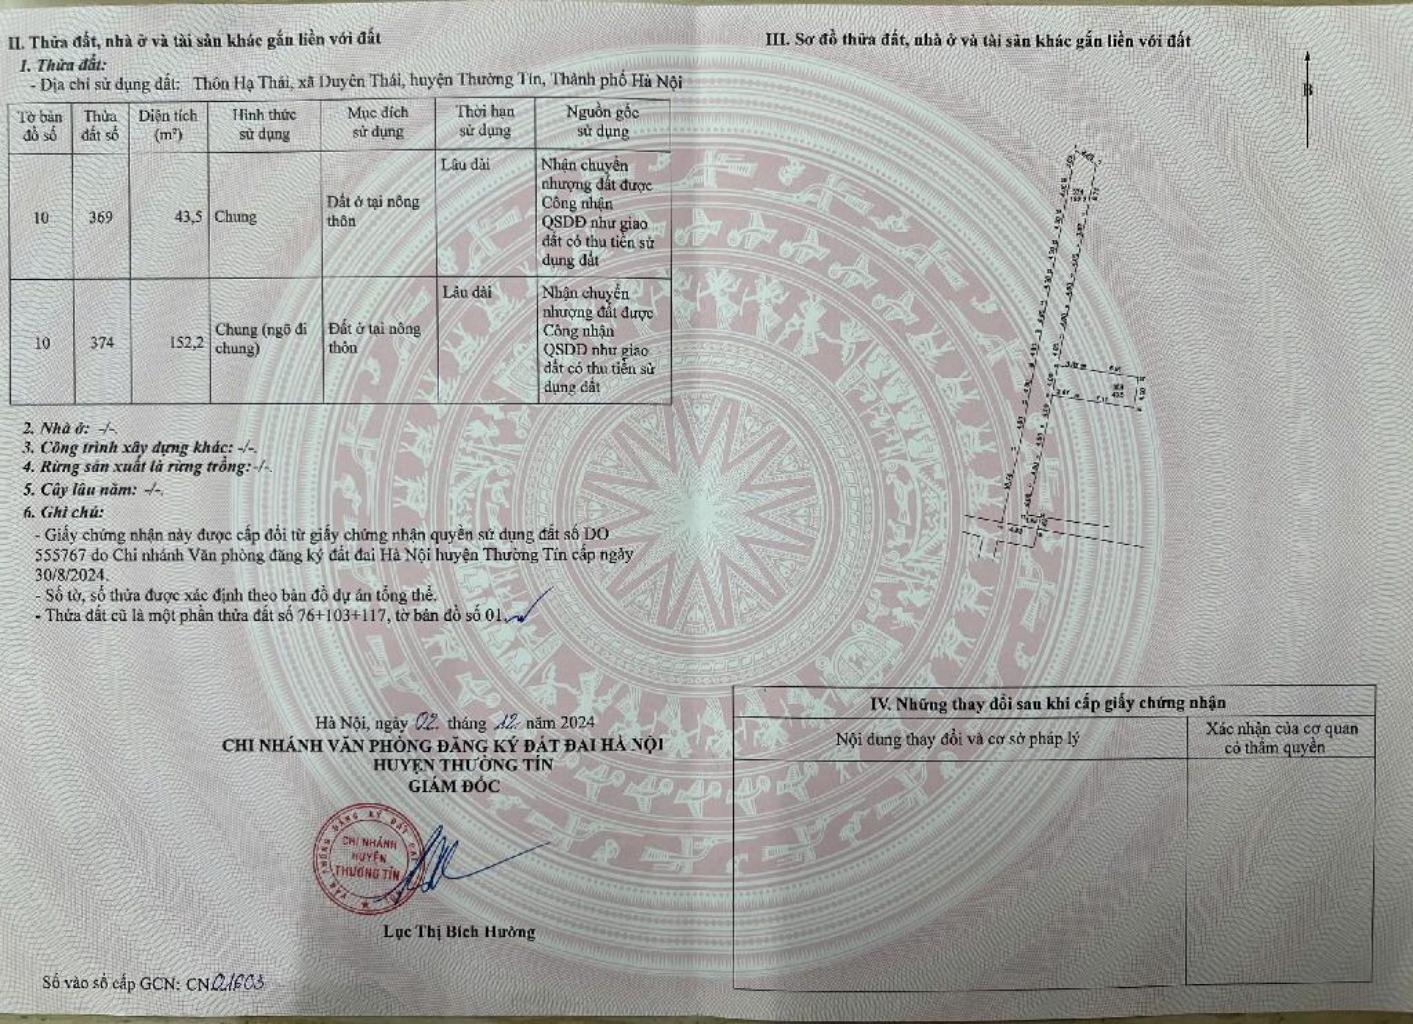 II. Thửa đất, nhà ở và tài sản khác gắn liền với đất
1. Thửa đất:
- Địa chỉ sử dụng đất: Thôn Hạ Thái, xã Duyên Thái, huyện Thường Tín, Thành phố Hà Nội
Tờ bản đồ số
Thửa đất số
Diện tích (m²)
Hình thức sử dụng
Mục đích sử dụng
Thời hạn sử dụng
Nguồn gốc sử dụng
10
369
43,5
Chung
Đất ở tại nông
thôn
Lâu dài
Nhận chuyển
nhượng đất được
Công nhận
QSDĐ như giao
đất có thu tiền sử
dụng đất
10
374
152,2
Chung (ngõ đi
chung)
Đất ở tại nông
thôn
Lâu dài
Nhận chuyển
nhượng đất được
Công nhận
QSDĐ như giao
đất có thu tiền sử
dụng đất
2. Nhà ở: -/-.
3. Công trình xây dựng khác: -/-.
4. Rừng sản xuất là rừng trồng: -/-.
5. Cây lâu năm: -/-.
6. Ghi chú:
- Giấy chứng nhận này được cấp đổi từ giấy chứng nhận quyền sử dụng đất số DO
555767 do Chi nhánh Văn phòng đăng ký đất đai Hà Nội huyện Thường Tín cấp ngày
30/8/2024.
- Số tờ, số thửa được xác định theo bản đồ dự án tổng thể.
- Thửa đất cũ là một phần thửa đất số 76+103+117, tờ bản đồ số 01.
Hà Nội, ngày 02 tháng 12 năm 2024
CHI NHÁNH VĂN PHÒNG ĐĂNG KÝ ĐẤT ĐAI HÀ NỘI
HUYỆN THƯỜNG TÍN
GIÁM ĐỐC
VĂN PHÒNG ĐĂNG KÝ ĐẤT ĐAI
CHI NHÁNH
HUYỆN
THƯỜNG TÍN
Lục Thị Bích Hường
Số vào sổ cấp GCN: CN01603
III. Sơ đồ thửa đất, nhà ở và tài sản khác gắn liền với đất
B
IV. Những thay đổi sau khi cấp giấy chứng nhận
Nội dung thay đổi và cơ sở pháp lý
Xác nhận của cơ quan
có thẩm quyền